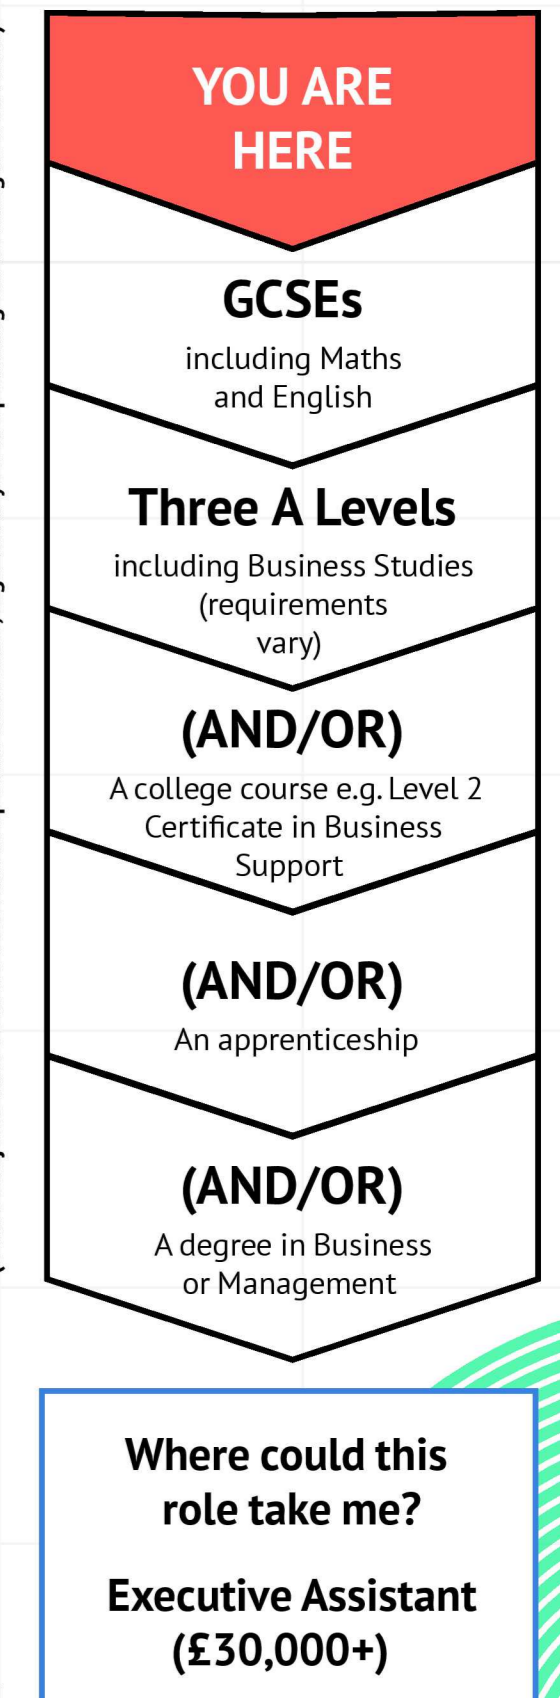 YOU ARE
HERE
GCSEs
including Maths
and English
Three A Levels
including Business Studies
(requirements
vary)
(AND/OR)
A college course e.g. Level 2
Certificate in Business
Support
(AND/OR)
An apprenticeship
(AND/OR)
A degree in Business
or Management
Where could this
role take me?
Executive Assistant
(£30,000+)